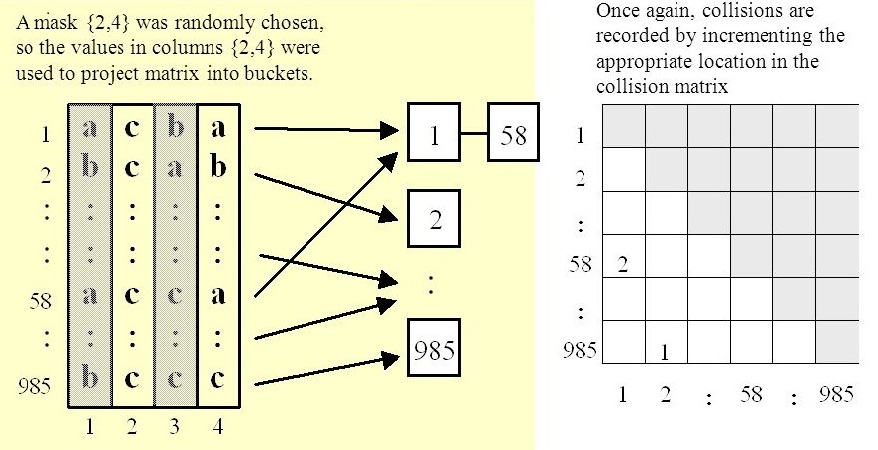 A mask {2,4} was randomly chosen,
so the values in columns {2,4} were
used to project matrix into buckets.
1 a c b a
2 b c a b
: : : : :
: : : : :
58 a c c a
: : : : :
985 b c c c
1 2 3 4
1 58
2
:
985
Once again, collisions are
recorded by incrementing the
appropriate location in the
collision matrix
1
2
:
58 2
:
985 1
1 2 : 58 : 985